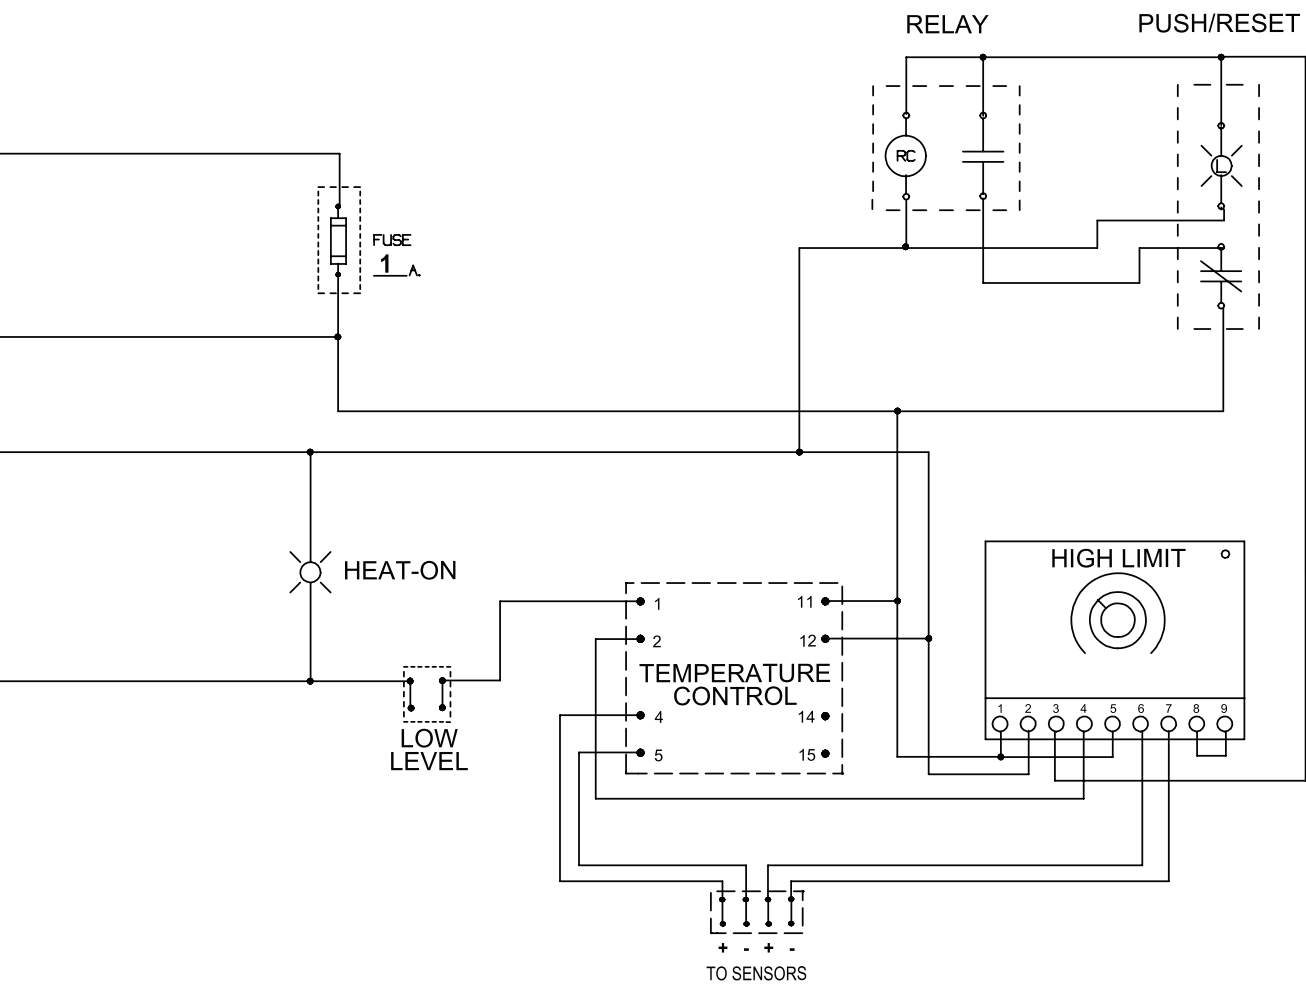 RELAY
PUSH/RESET
RC
L
FUSE
1 A.
HEAT-ON
HIGH LIMIT
1 11
2 12
TEMPERATURE
CONTROL
4 14
5 15
1 2 3 4 5 6 7 8 9
LOW
LEVEL
+ - + -
TO SENSORS